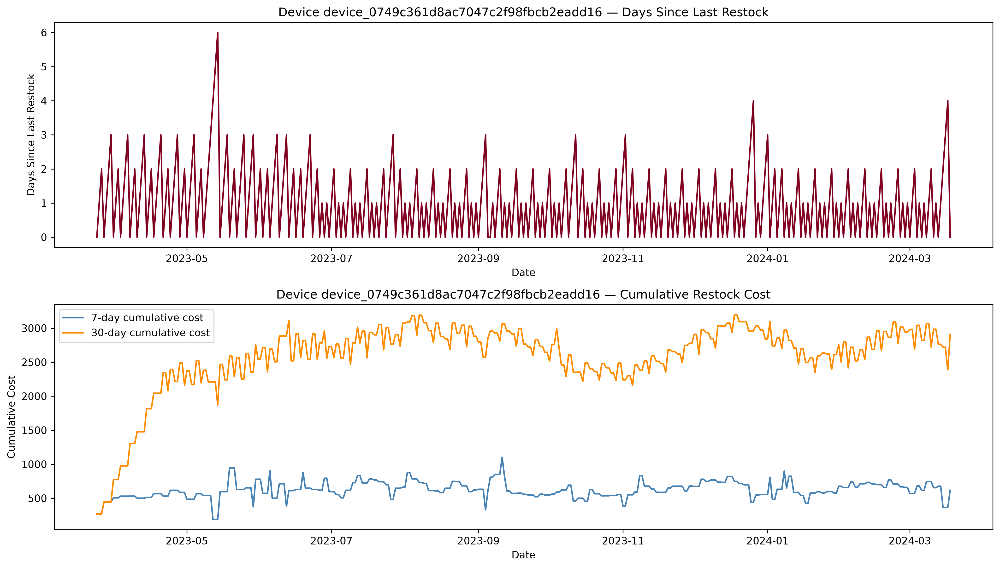 Device device_0749c361d8ac7047c2f98fbcb2eadd16 — Days Since Last Restock
Days Since Last Restock
6
5
4
3
2
1
0
2023-05 2023-07 2023-09 2023-11 2024-01 2024-03
Date
Device device_0749c361d8ac7047c2f98fbcb2eadd16 — Cumulative Restock Cost
7-day cumulative cost
30-day cumulative cost
Cumulative Cost
3000
2500
2000
1500
1000
500
2023-05 2023-07 2023-09 2023-11 2024-01 2024-03
Date